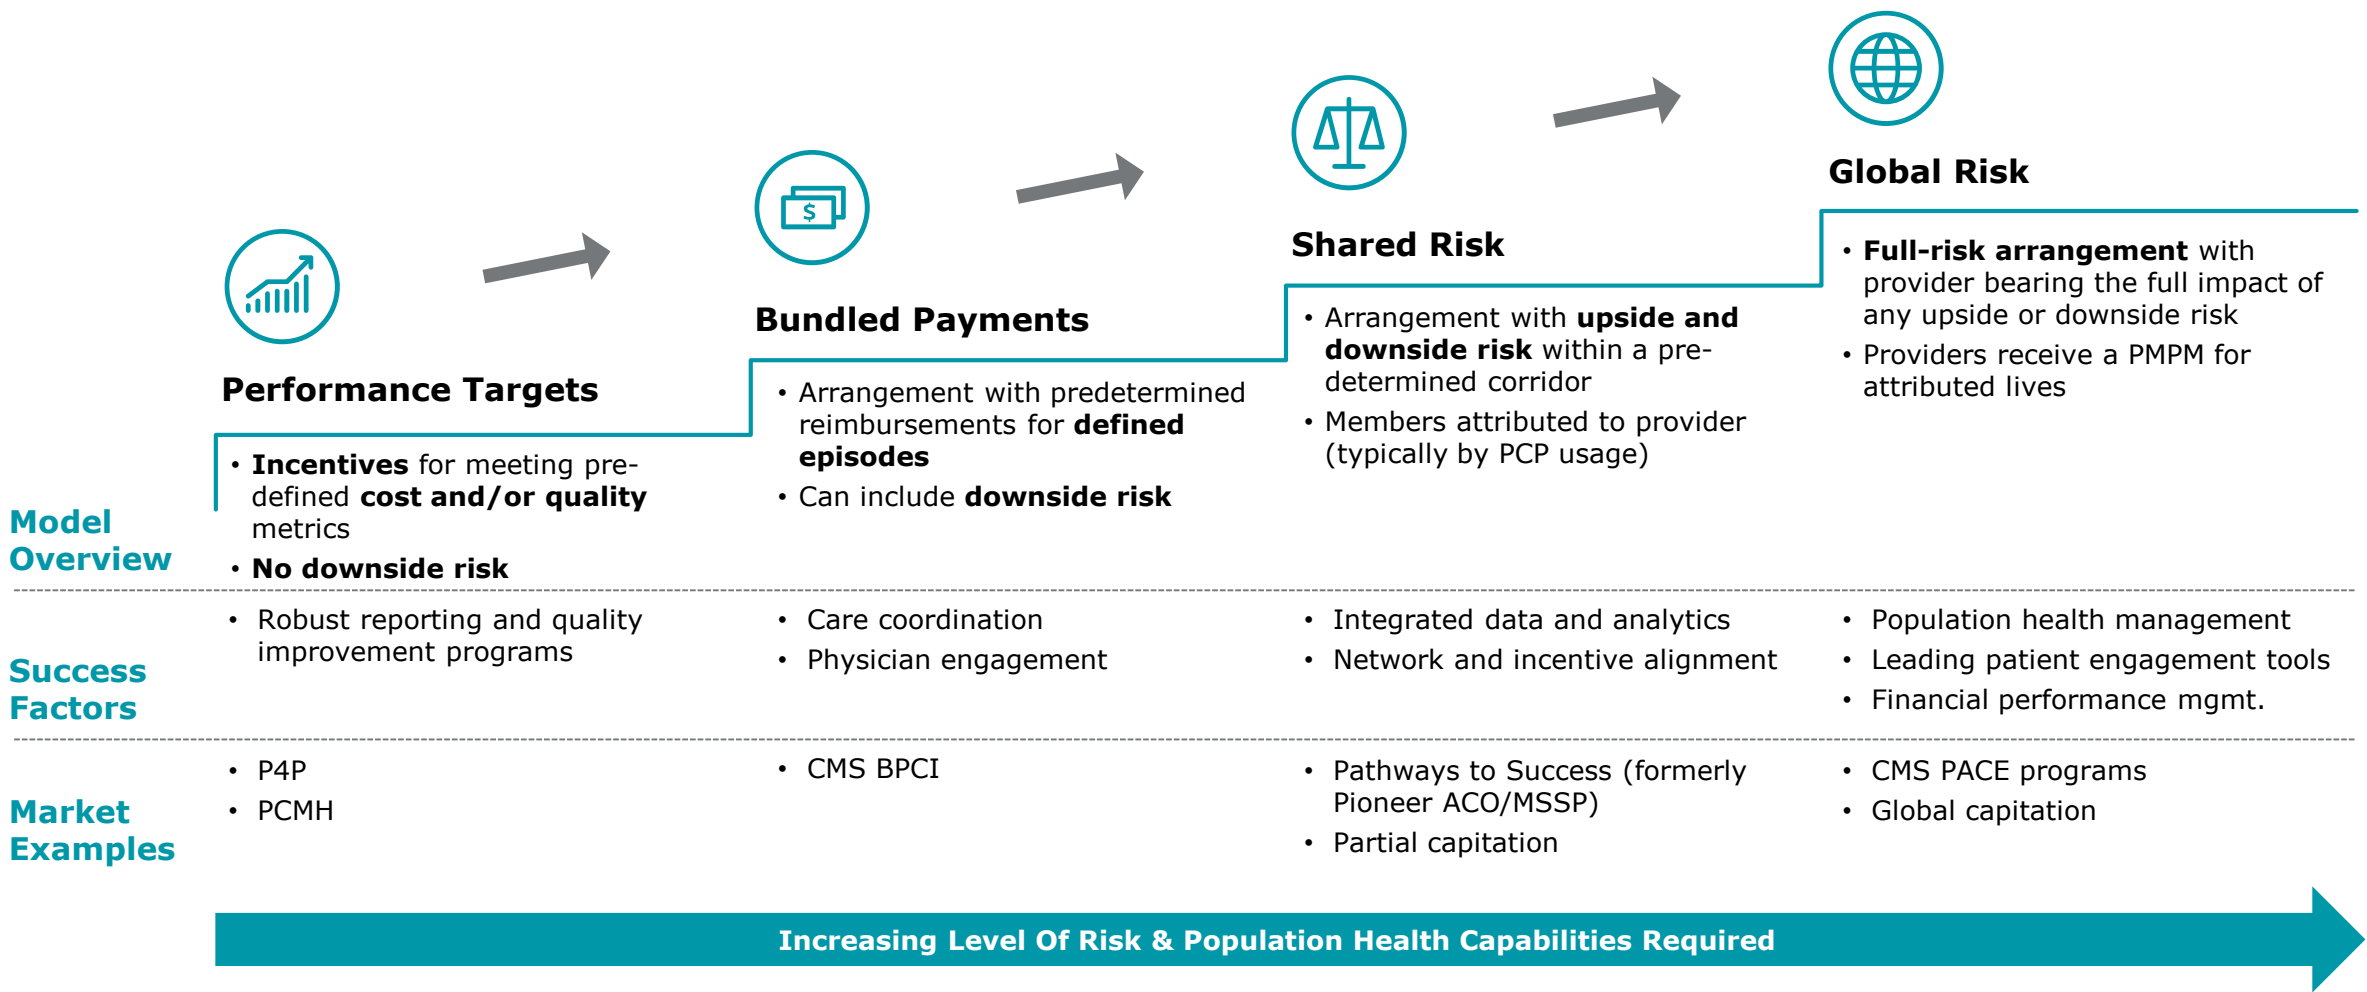 Global Risk
• Full-risk arrangement with
provider bearing the full impact of
any upside or downside risk
• Providers receive a PMPM for
attributed lives
Shared Risk
• Arrangement with upside and
downside risk within a pre-
determined corridor
• Members attributed to provider
(typically by PCP usage)
$
Bundled Payments
• Arrangement with predetermined
reimbursements for defined
episodes
• Can include downside risk
Performance Targets
• Incentives for meeting pre-
defined cost and/or quality
metrics
• No downside risk
Model
Overview
Success
Factors
• Robust reporting and quality
improvement programs
• Care coordination
• Physician engagement
• Integrated data and analytics
• Network and incentive alignment
• Population health management
• Leading patient engagement tools
• Financial performance mgmt.
Market
Examples
• P4P
• PCMH
• CMS BPCI
• Pathways to Success (formerly
Pioneer ACO/MSSP)
• Partial capitation
• CMS PACE programs
• Global capitation
Increasing Level Of Risk & Population Health Capabilities Required